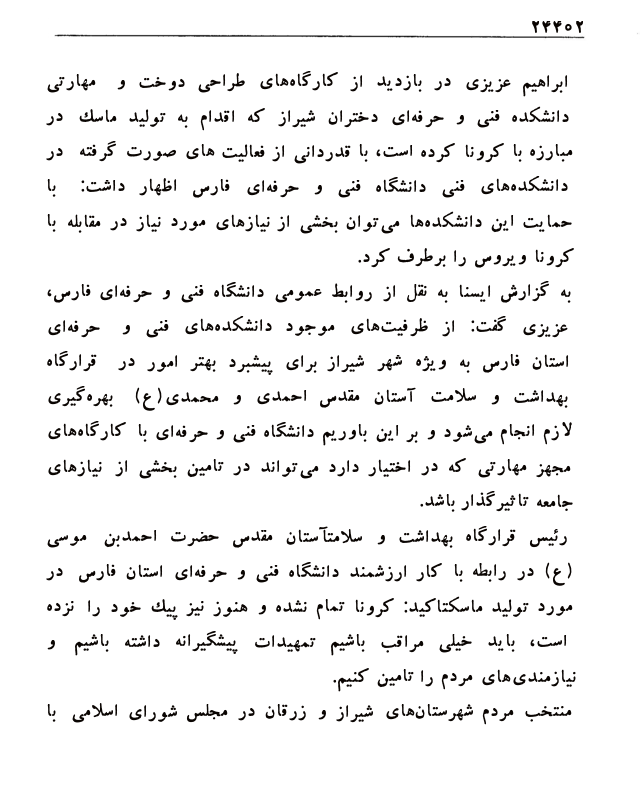 ۲۴۴۰۲
ابراهیم عزیزی در بازدید از کارگاه‌های طراحی دوخت و مهارتی
دانشکده فنی و حرفه‌ای دختران شیراز که اقدام به تولید ماسک در
مبارزه با کرونا کرده است، با قدردانی از فعالیت های صورت گرفته در
دانشکده‌های فنی دانشگاه فنی و حرفه‌ای فارس اظهار داشت: با
حمایت این دانشکده‌ها می‌توان بخشی از نیازهای مورد نیاز در مقابله با
کرونا ویروس را برطرف کرد.
به گزارش ایسنا به نقل از روابط عمومی دانشگاه فنی و حرفه‌ای فارس،
عزیزی گفت: از ظرفیت‌های موجود دانشکده‌های فنی و حرفه‌ای
استان فارس به ویژه شهر شیراز برای پیشبرد بهتر امور در قرارگاه
بهداشت و سلامت آستان مقدس احمدی و محمدی(ع) بهره‌گیری
لازم انجام می‌شود و بر این باوریم دانشگاه فنی و حرفه‌ای با کارگاه‌های
مجهز مهارتی که در اختیار دارد می‌تواند در تامین بخشی از نیازهای
جامعه تاثیرگذار باشد.
رئیس قرارگاه بهداشت و سلامتآستان مقدس حضرت احمدبن موسی
(ع) در رابطه با کار ارزشمند دانشگاه فنی و حرفه‌ای استان فارس در
مورد تولید ماسکتاکید: کرونا تمام نشده و هنوز نیز پیک خود را نزده
است، باید خیلی مراقب باشیم تمهیدات پیشگیرانه داشته باشیم و
نیازمندی‌های مردم را تامین کنیم.
منتخب مردم شهرستان‌های شیراز و زرقان در مجلس شورای اسلامی با